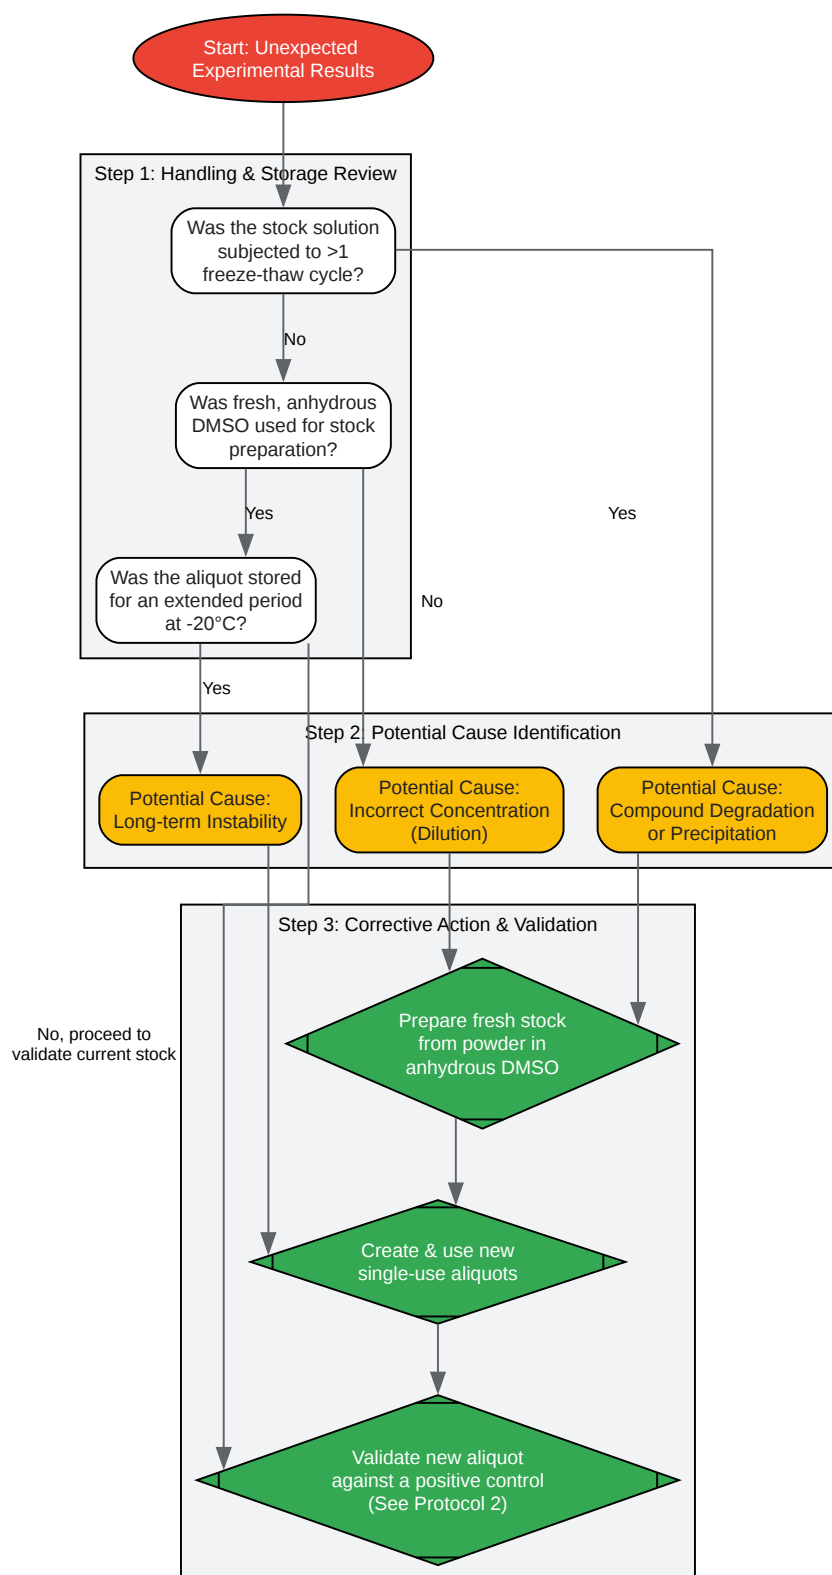 Start: Unexpected
Experimental Results
Step 1: Handling & Storage Review
Was the stock solution
subjected to >1
freeze-thaw cycle?
No
Was fresh, anhydrous
DMSO used for stock
preparation?
Yes
Yes
Was the aliquot stored
for an extended period
at -20°C?
No
Yes
Step 2: Potential Cause Identification
Potential Cause:
Long-term Instability
Potential Cause:
Incorrect Concentration
(Dilution)
Potential Cause:
Compound Degradation
or Precipitation
Step 3: Corrective Action & Validation
Prepare fresh stock
from powder in
anhydrous DMSO
No, proceed to
validate current stock
Create & use new
single-use aliquots
Validate new aliquot
against a positive control
(See Protocol 2)